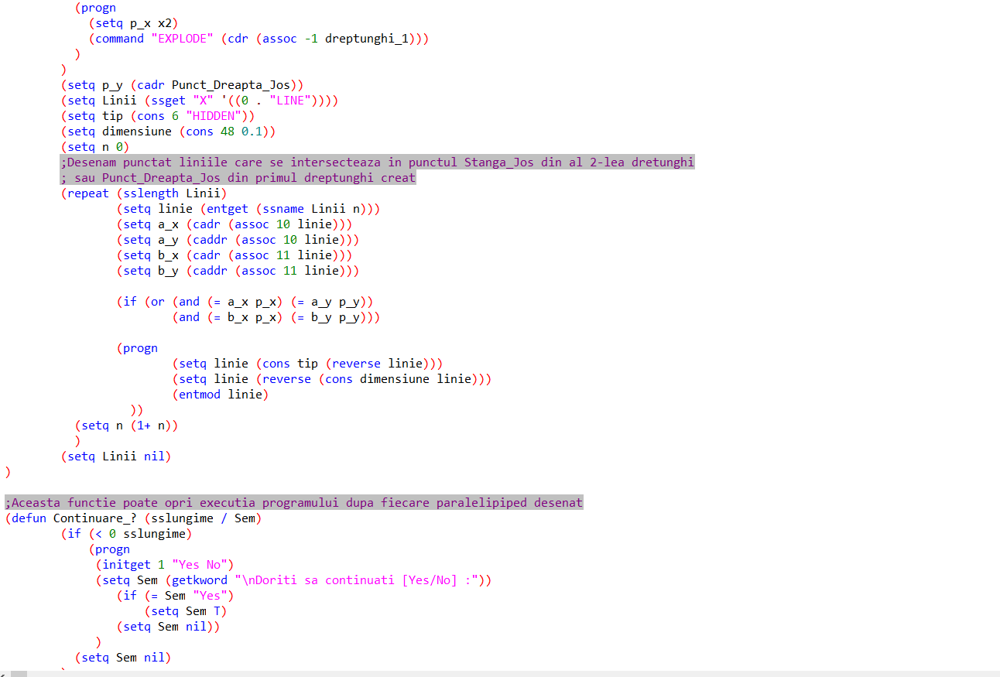 (progn
(setq p_x x2)
(command "EXPLODE" (cdr (assoc -1 dreptunghi_1)))
)
)
(setq p_y (cadr Punct_Dreapta_Jos))
(setq Linii (ssget "X" '((0 . "LINE"))))
(setq tip (cons 6 "HIDDEN"))
(setq dimensiune (cons 48 0.1))
(setq n 0)
;Desenam punctat liniile care se intersecteaza in punctul Stanga_Jos din al 2-lea dretunghi
; sau Punct_Dreapta_Jos din primul dreptunghi creat
(repeat (sslength Linii)
(setq linie (entget (ssname Linii n)))
(setq a_x (cadr (assoc 10 linie)))
(setq a_y (caddr (assoc 10 linie)))
(setq b_x (cadr (assoc 11 linie)))
(setq b_y (caddr (assoc 11 linie)))
(if (or (and (= a_x p_x) (= a_y p_y))
(and (= b_x p_x) (= b_y p_y)))
(progn
(setq linie (cons tip (reverse linie)))
(setq linie (reverse (cons dimensiune linie)))
(entmod linie)
))
(setq n (1+ n))
)
(setq Linii nil)
)
;Aceasta functie poate opri executia programului dupa fiecare paralelipiped desenat
(defun Continuare_? (sslungime / Sem)
(if (< 0 sslungime)
(progn
(initget 1 "Yes No")
(setq Sem (getkword "\nDoriti sa continuati [Yes/No] :"))
(if (= Sem "Yes")
(setq Sem T)
(setq Sem nil))
)
(setq Sem nil)